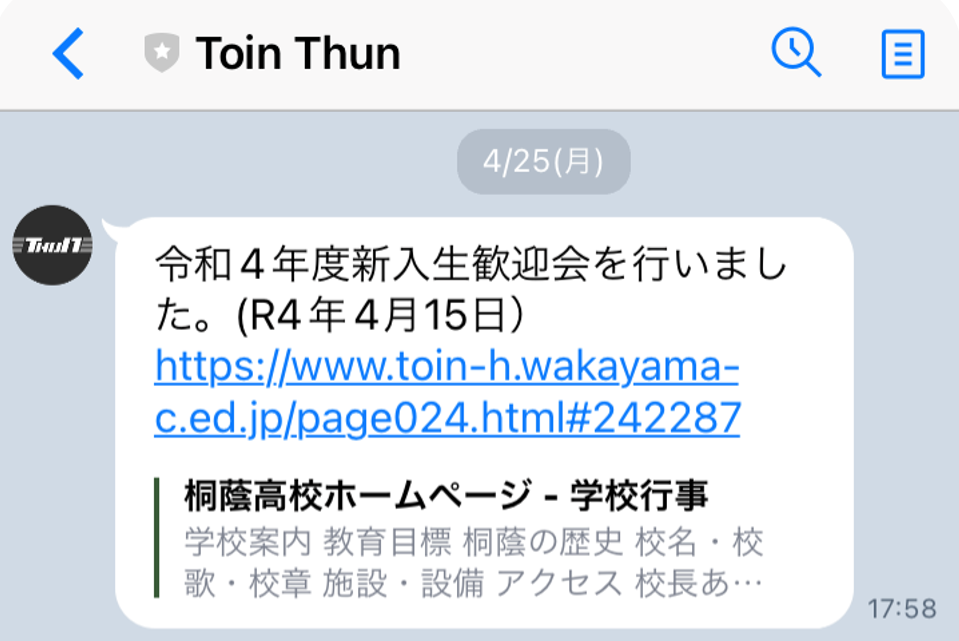 Toin Thun
4/25(月)
THUNT
令和4年度新入生歓迎会を行いまし
た。(R4年4月15日）
https://www.toin-h.wakayama-
c.ed.jp/page024.html#242287
桐蔭高校ホームページ - 学校行事
学校案内 教育目標 桐蔭の歴史 校名・校
歌・校章 施設・設備 アクセス 校長あ…
17:58